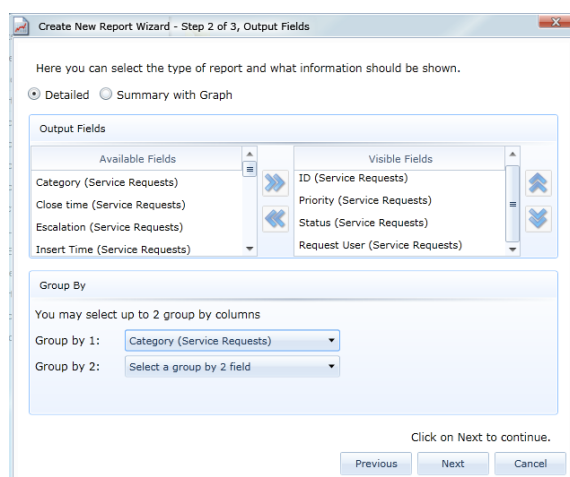 Create New Report Wizard - Step 2 of 3, Output Fields
Here you can select the type of report and what information should be shown.
Detailed
Summary with Graph
Output Fields
Available Fields
Category (Service Requests)
Close time (Service Requests)
Escalation (Service Requests)
Insert Time (Service Requests)
Visible Fields
ID (Service Requests)
Priority (Service Requests)
Status (Service Requests)
Request User (Service Requests)
Group By
You may select up to 2 group by columns
Group by 1:
Category (Service Requests)
Group by 2:
Select a group by 2 field
Click on Next to continue.
Previous
Next
Cancel